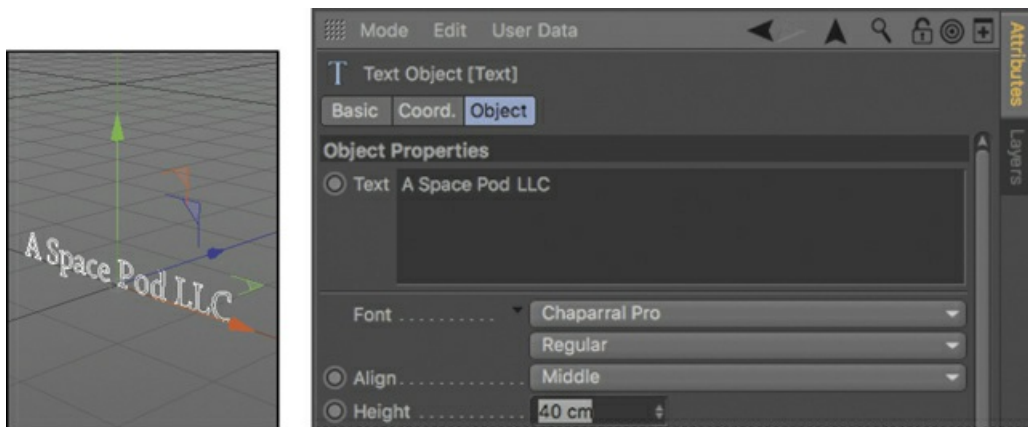 A Space Pod LLC
Mode Edit User Data
T Text Object [Text]
Basic Coord. Object
Object Properties
Text A Space Pod LLC
Font .......... Chaparral Pro
Regular
Align............. Middle
Height ........... 40 cm
Attributes
Layers